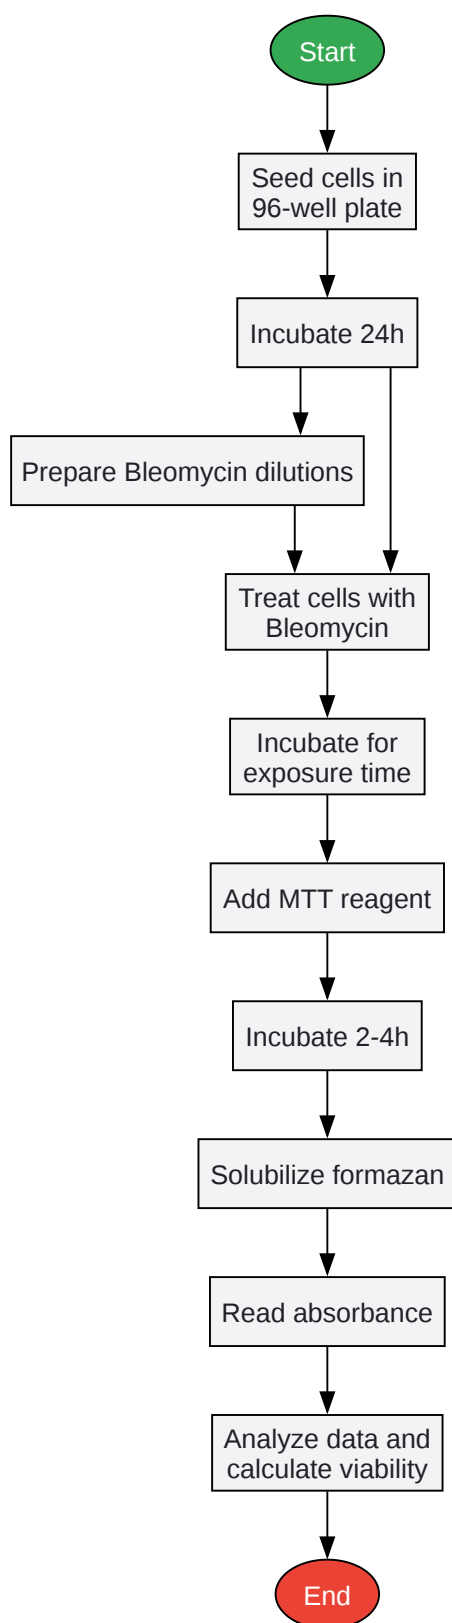 Start
Seed cells in
96-well plate
Incubate 24h
Prepare Bleomycin dilutions
Treat cells with
Bleomycin
Incubate for
exposure time
Add MTT reagent
Incubate 2-4h
Solubilize formazan
Read absorbance
Analyze data and
calculate viability
End